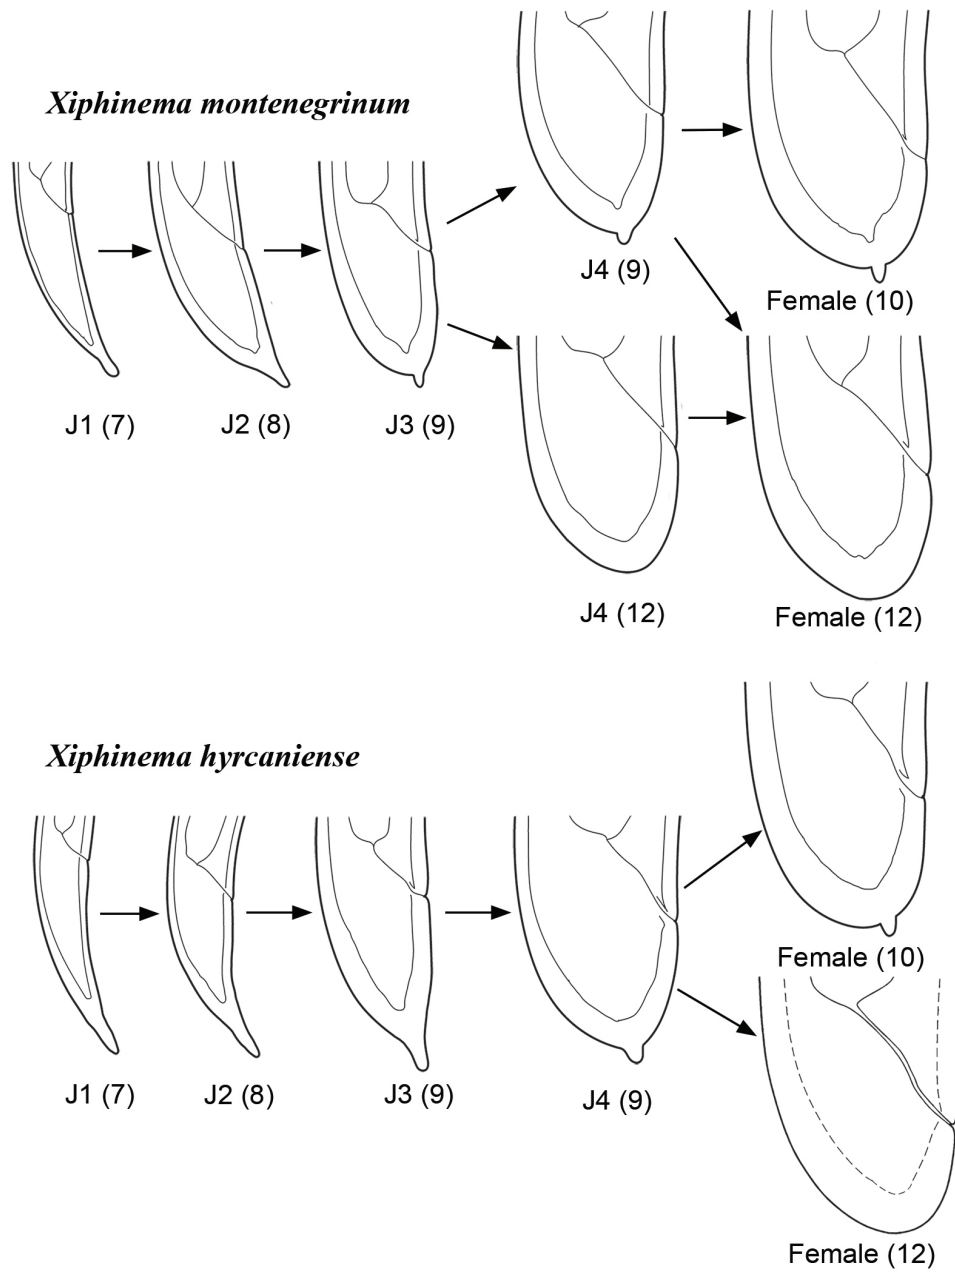 Xiphinema montenegrinum
J4 (9)
Female (10)
J1 (7)
J2 (8)
J3 (9)
J4 (12)
Female (12)
Xiphinema hyrcaniense
Female (10)
J1 (7)
J2 (8)
J3 (9)
J4 (9)
Female (12)